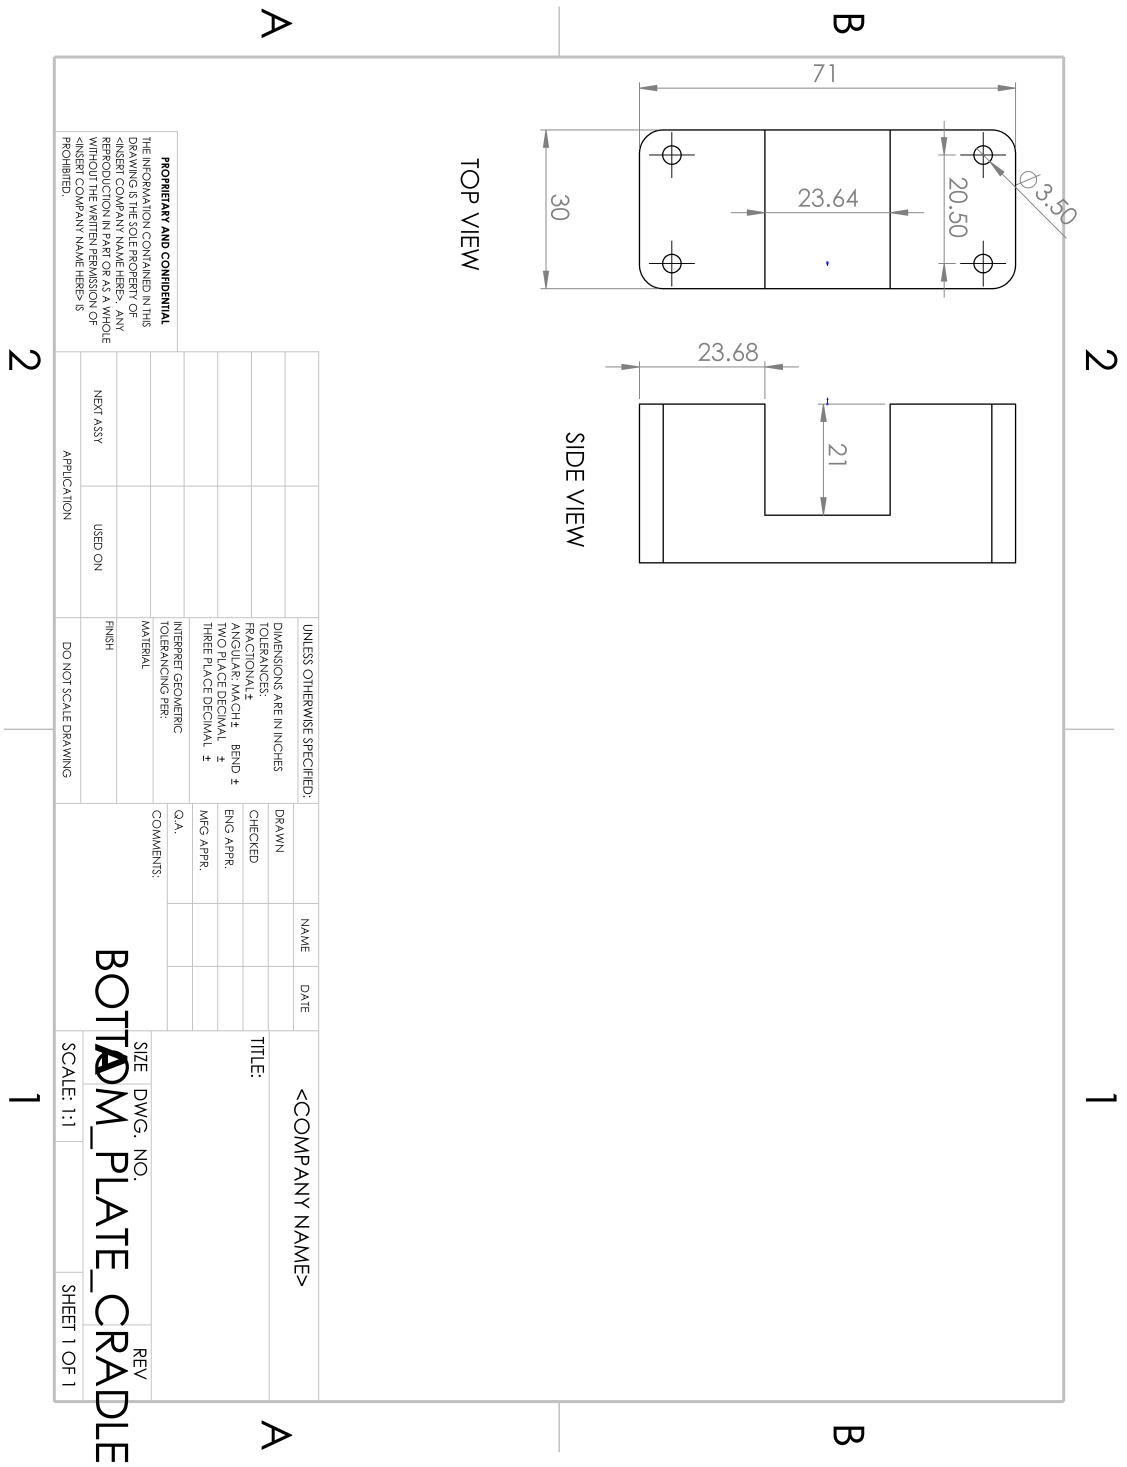 2
1
B
B
A
A
2
1
71
Ø3.50
20.50
23.64
30
TOP VIEW
23.68
21
SIDE VIEW
PROPRIETARY AND CONFIDENTIAL
THE INFORMATION CONTAINED IN THIS
DRAWING IS THE SOLE PROPERTY OF
<INSERT COMPANY NAME HERE>. ANY
REPRODUCTION IN PART OR AS A WHOLE
WITHOUT THE WRITTEN PERMISSION OF
<INSERT COMPANY NAME HERE> IS
PROHIBITED.
NEXT ASSY
USED ON
APPLICATION
UNLESS OTHERWISE SPECIFIED:
DIMENSIONS ARE IN INCHES
TOLERANCES:
FRACTIONAL ±
ANGULAR: MACH ± BEND ±
TWO PLACE DECIMAL ±
THREE PLACE DECIMAL ±
INTERPRET GEOMETRIC
TOLERANCING PER:
MATERIAL
FINISH
DO NOT SCALE DRAWING
NAME
DATE
DRAWN
CHECKED
ENG APPR.
MFG APPR.
Q.A.
COMMENTS:
<COMPANY NAME>
TITLE:
SIZE
DWG. NO.
REV
A
BOTTOM_PLATE_CRADLE
SCALE: 1:1
SHEET 1 OF 1